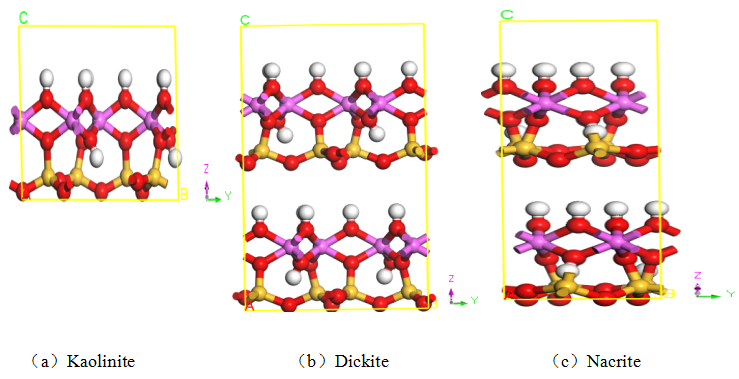 C
C
C
Z
Y
B
A
Z
Y
Z
Y
B
（a）Kaolinite
（b）Dickite
（c）Nacrite